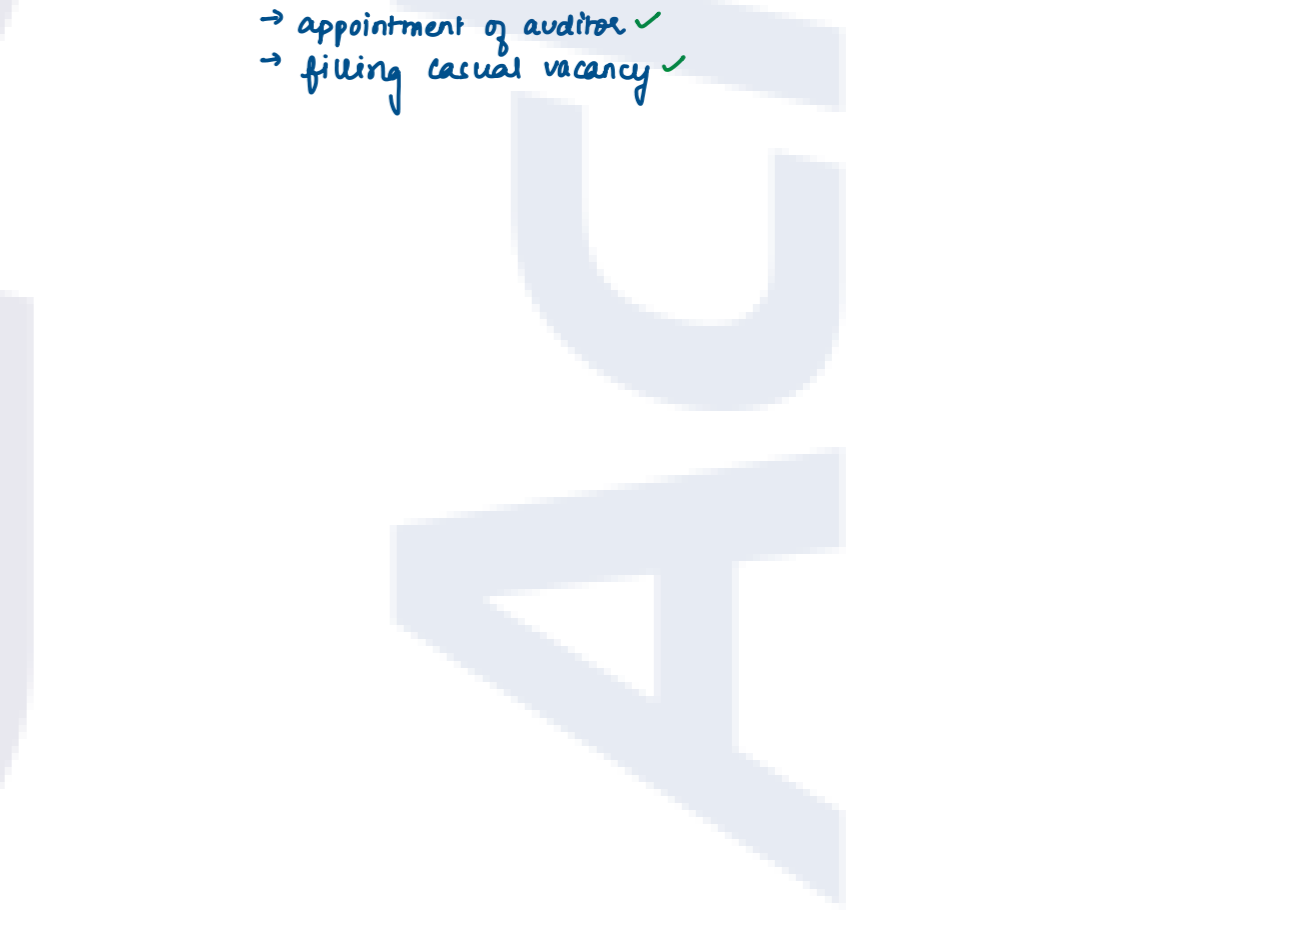 → appointment of auditor ✓
→ filling casual vacancy ✓